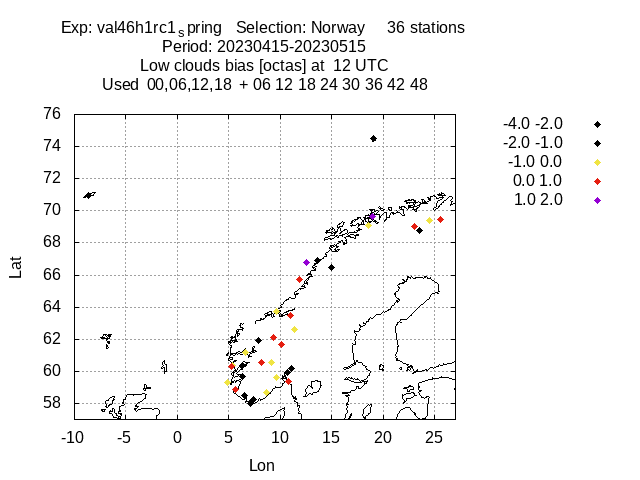 Exp: val46h1rc1spring Selection: Norway 36 stations
Period: 20230415-20230515
Low clouds bias [octas] at 12 UTC
Used 00,06,12,18 + 06 12 18 24 30 36 42 48
-4.0 -2.0
-2.0 -1.0
-1.0 0.0
0.0 1.0
1.0 2.0
76
74
72
70
68
66
64
62
60
58
Lat
-10 -5 0 5 10 15 20 25
Lon